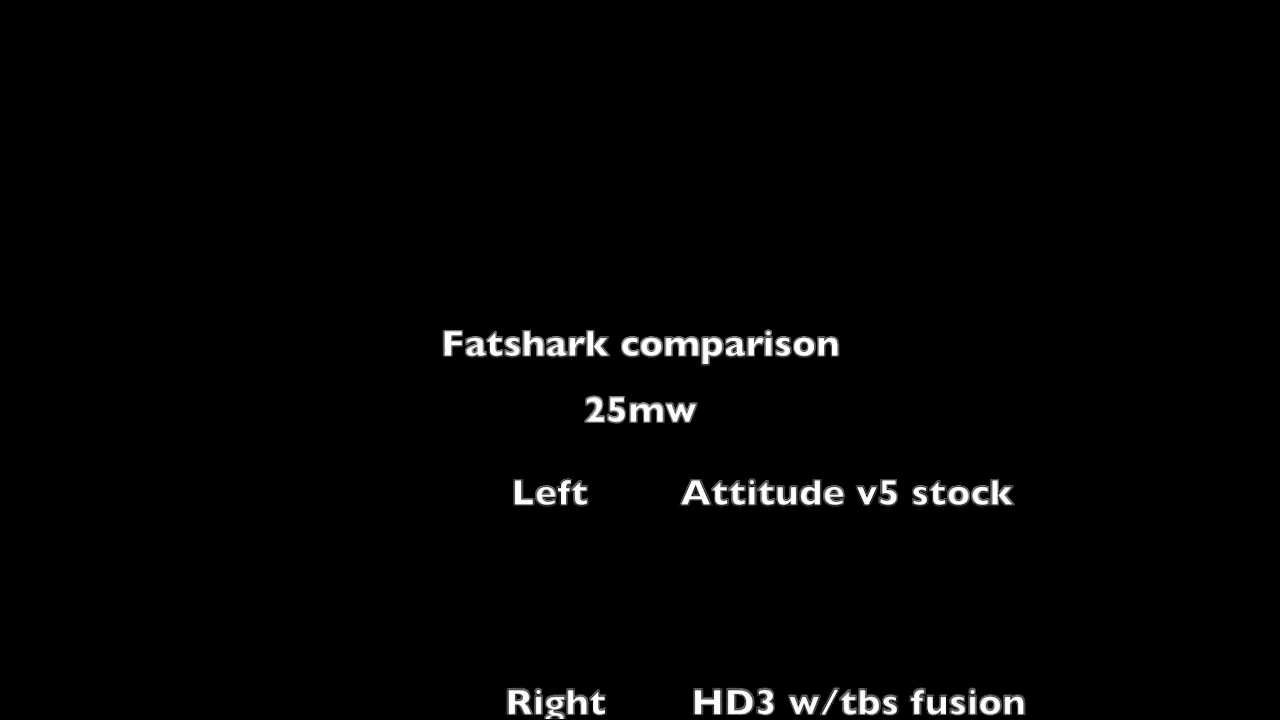 Fatshark comparison
25mw
Left Attitude v5 stock
Right HD3 w/tbs fusion